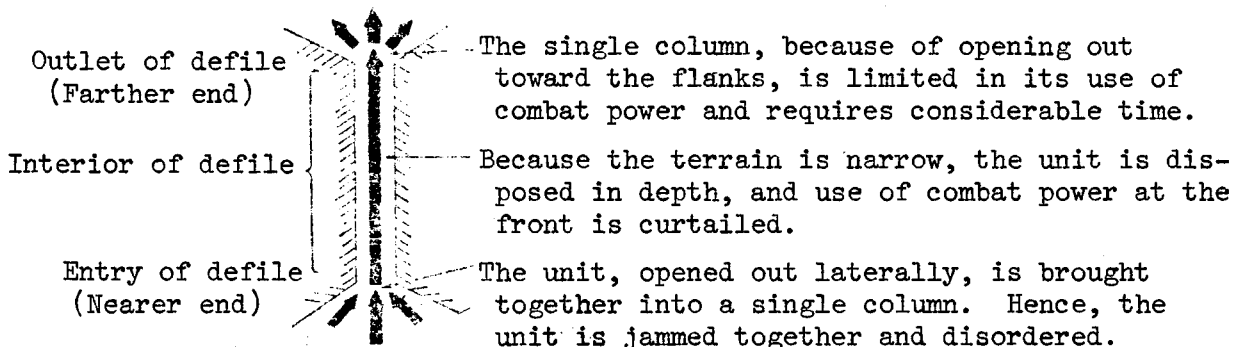 Outlet of defile
(Farther end)
The single column, because of opening out
toward the flanks, is limited in its use of
combat power and requires considerable time.
Interior of defile
Because the terrain is narrow, the unit is dis-
posed in depth, and use of combat power at the
front is curtailed.
Entry of defile
(Nearer end)
The unit, opened out laterally, is brought
together into a single column. Hence, the
unit is jammed together and disordered.